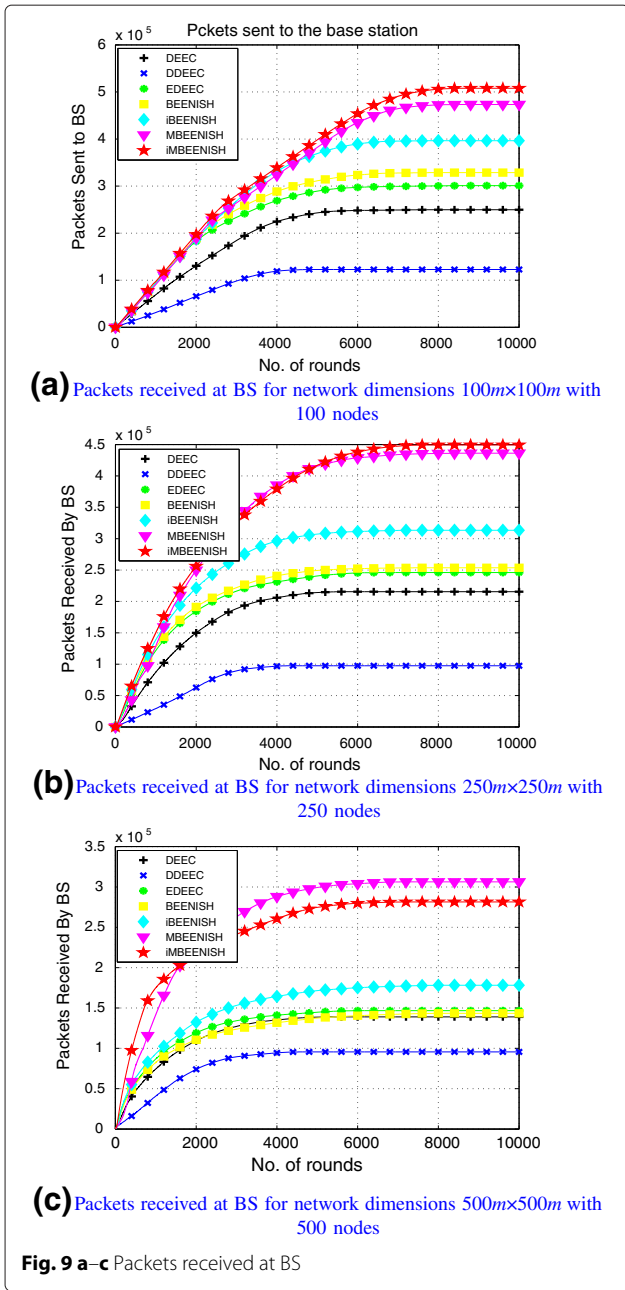 x 10^5
Pckets sent to the base station
6
5
4
3
2
1
0
Packets Sent to BS
DEEC
DDEEC
EDEEC
BEENISH
iBEENISH
MBEENISH
iMBEENISH
0 2000 4000 6000 8000 10000
No. of rounds
(a) Packets received at BS for network dimensions 100m×100m with
100 nodes
x 10^5
4.5
4
3.5
3
2.5
2
1.5
1
0.5
0
Packets Received By BS
DEEC
DDEEC
EDEEC
BEENISH
iBEENISH
MBEENISH
iMBEENISH
0 2000 4000 6000 8000 10000
No. of rounds
(b) Packets received at BS for network dimensions 250m×250m with
250 nodes
x 10^5
3.5
3
2.5
2
1.5
1
0.5
0
Packets Received By BS
DEEC
DDEEC
EDEEC
BEENISH
iBEENISH
MBEENISH
iMBEENISH
0 2000 4000 6000 8000 10000
No. of rounds
(c) Packets received at BS for network dimensions 500m×500m with
500 nodes
Fig. 9 a–c Packets received at BS